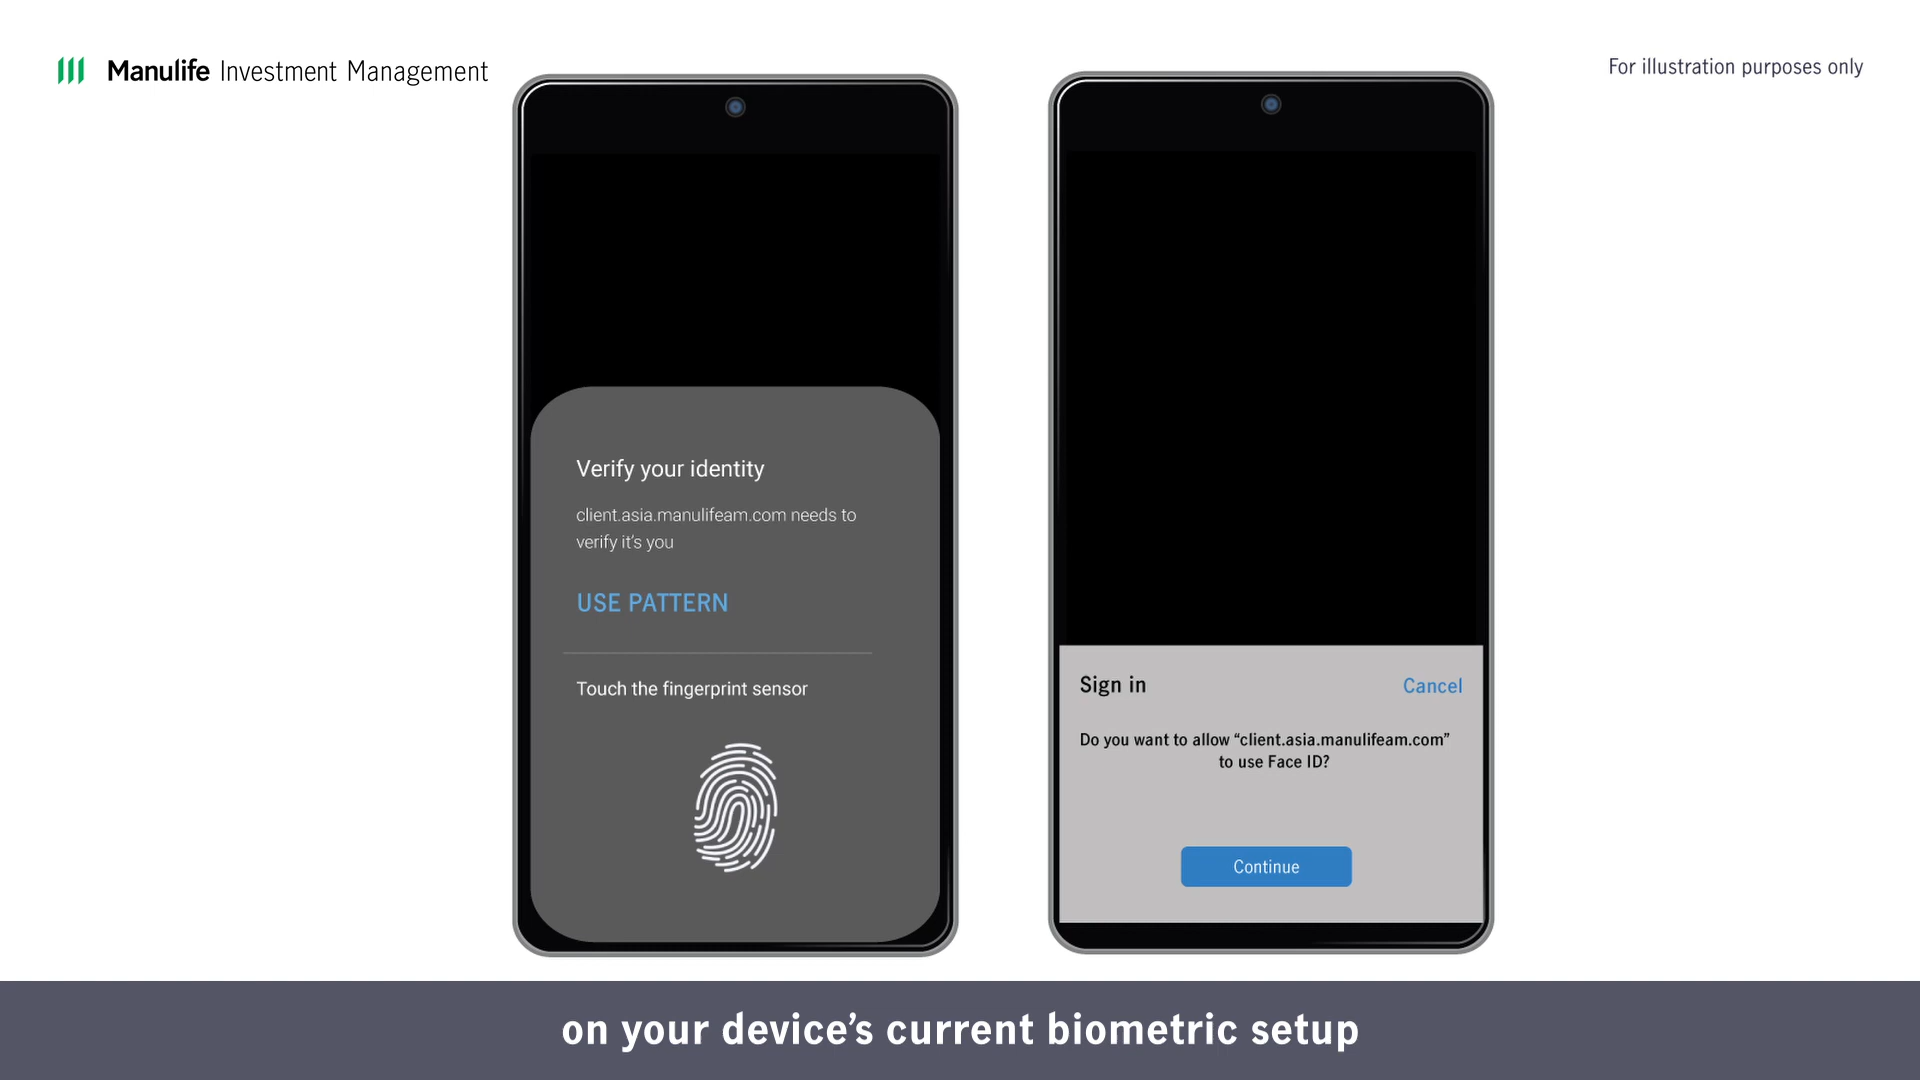 Manulife Investment Management
For illustration purposes only
Verify your identity
client.asia.manulifeam.com needs to
verify it's you
USE PATTERN
Touch the fingerprint sensor
Sign in
Cancel
Do you want to allow “client.asia.manulifeam.com”
to use Face ID?
Continue
on your device’s current biometric setup